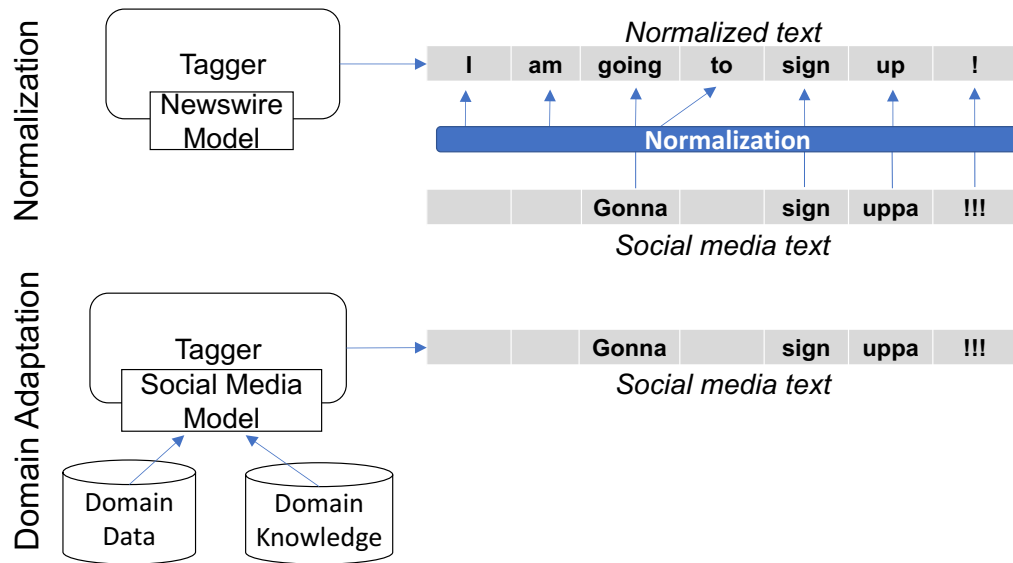 Normalization
Normalized text
Tagger
Newswire
Model
I am going to sign up !
Normalization
Gonna sign uppa !!!
Social media text
Domain Adaptation
Tagger
Social Media
Model
Gonna sign uppa !!!
Social media text
Domain
Data
Domain
Knowledge